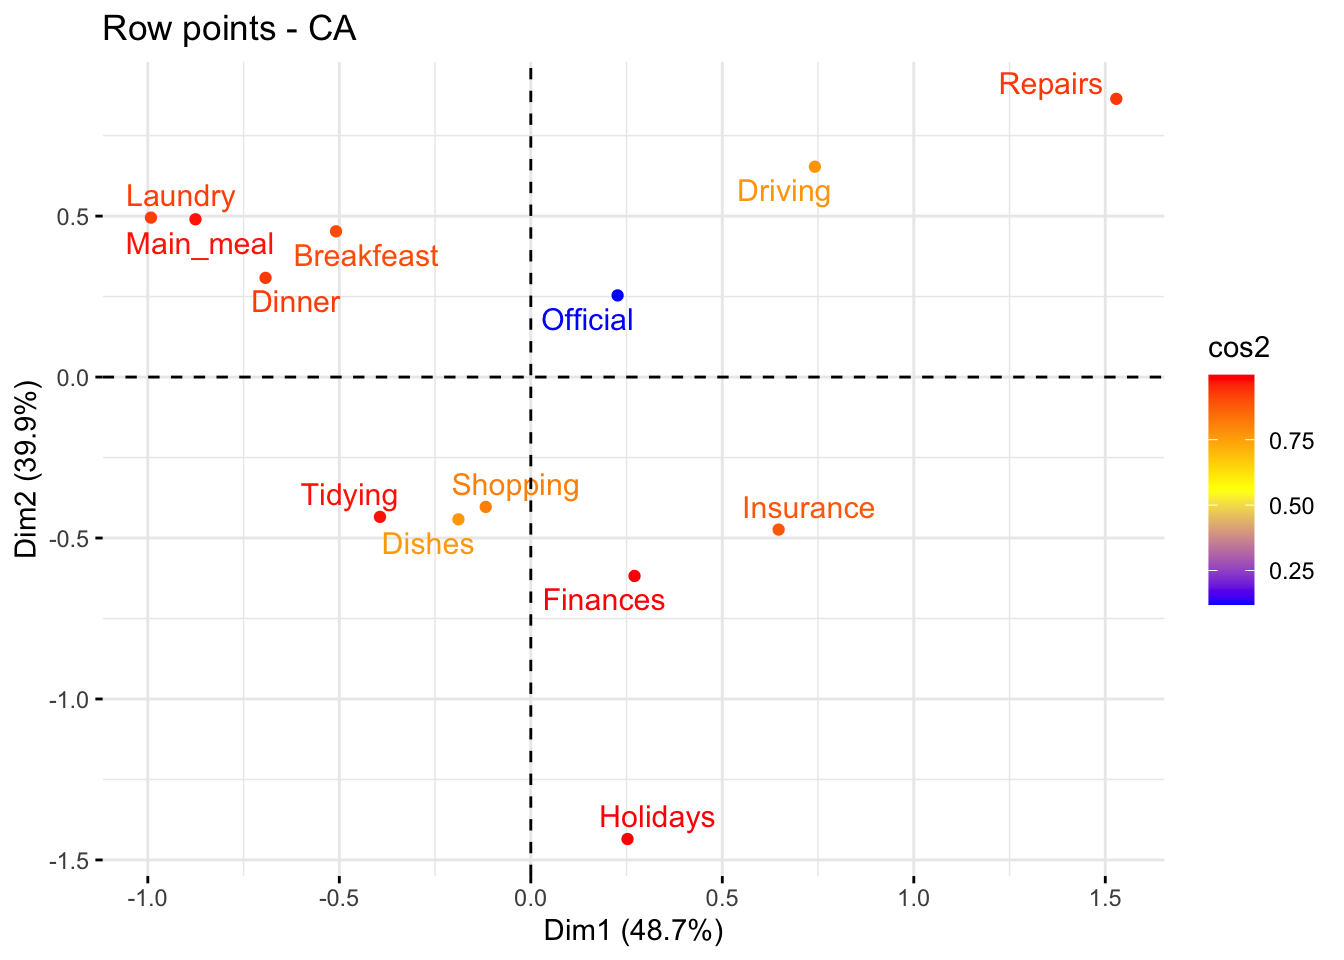 Row points - CA
Repairs
Driving
Laundry
Main_meal
Breakfeast
Dinner
Official
Tidying
Shopping
Dishes
Insurance
Finances
Holidays
0.5
0.0
-0.5
-1.0
-1.5
Dim2 (39.9%)
-1.0
-0.5
0.0
0.5
1.0
1.5
Dim1 (48.7%)
cos2
0.75
0.50
0.25